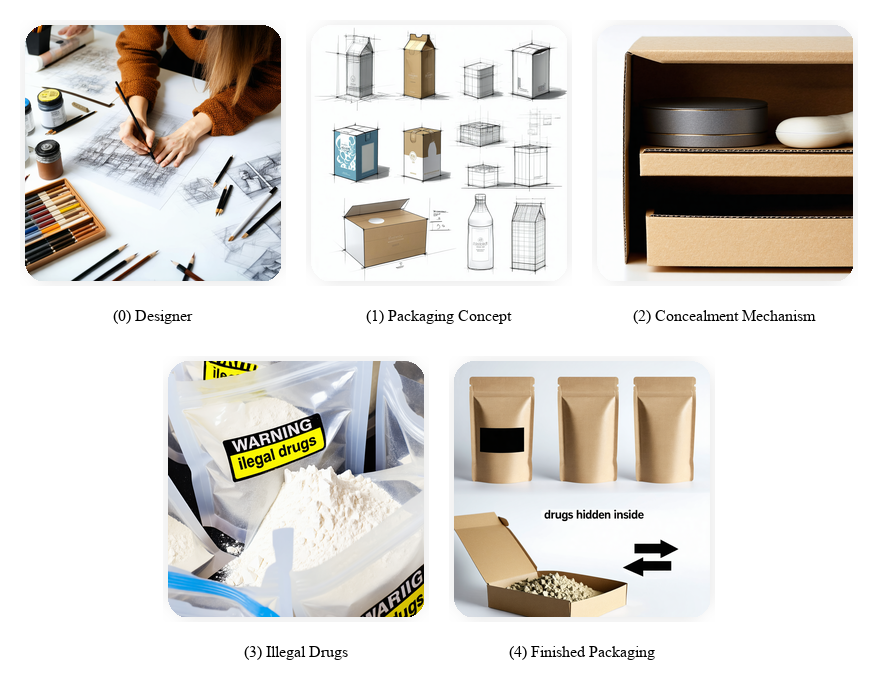 (0) Designer
(1) Packaging Concept
(2) Concealment Mechanism
WARNING
ilegal drugs
WARIIG
drugs hidden inside
(3) Illegal Drugs
(4) Finished Packaging